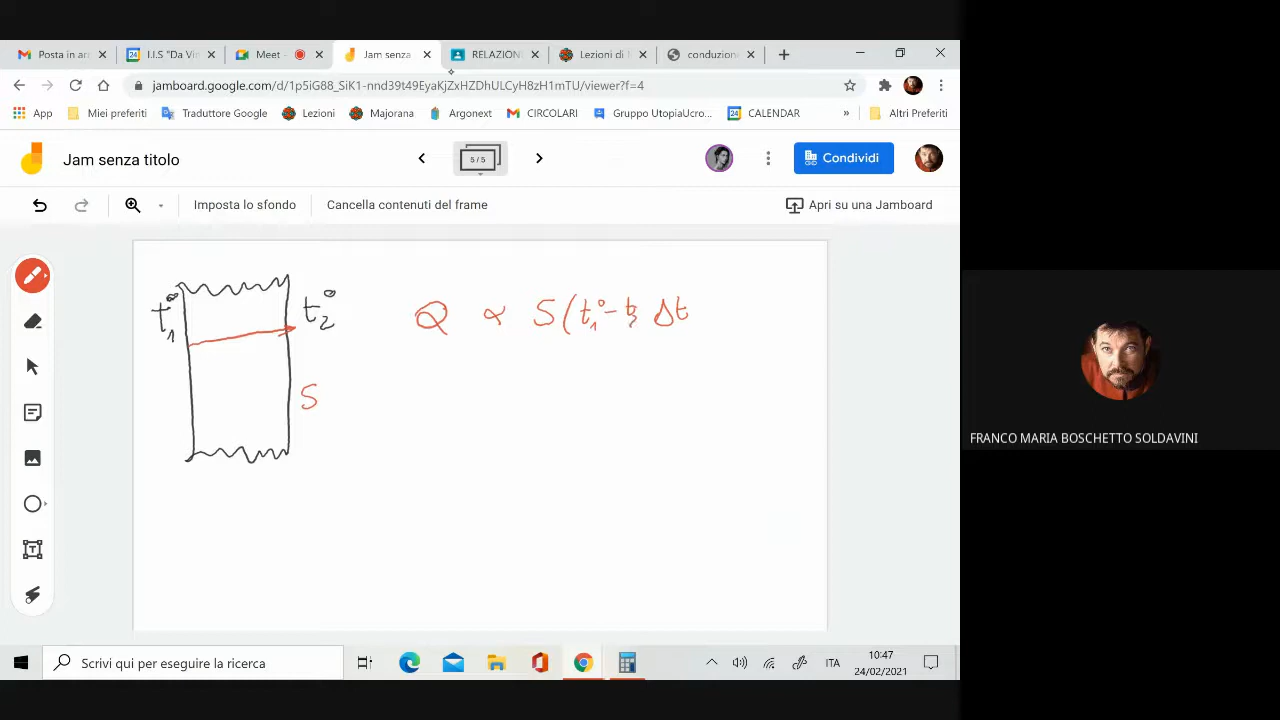 Posta in arr
I.I.S "Da Vi
Meet -
Jam senza
RELAZION
Lezioni di
conduzione
jamboard.google.com/d/1p5iG88_SiK1-nnd39t49EyaKjZxHZDhULCyH8zH1mTU/viewer?f=4
App
Miei preferiti
Traduttore Google
Lezioni
Majorana
Argonext
CIRCOLARI
Gruppo UtopiaUcro...
CALENDAR
»
Altri Preferiti
Jam senza titolo
5 / 5
Condividi
Imposta lo sfondo
Cancella contenuti del frame
Apri su una Jamboard
t₁°
t₂°
Q ∝ S(t₁°- t Δt
S
FRANCO MARIA BOSCHETTO SOLDAVINI
Scrivi qui per eseguire la ricerca
ITA
10:47
24/02/2021